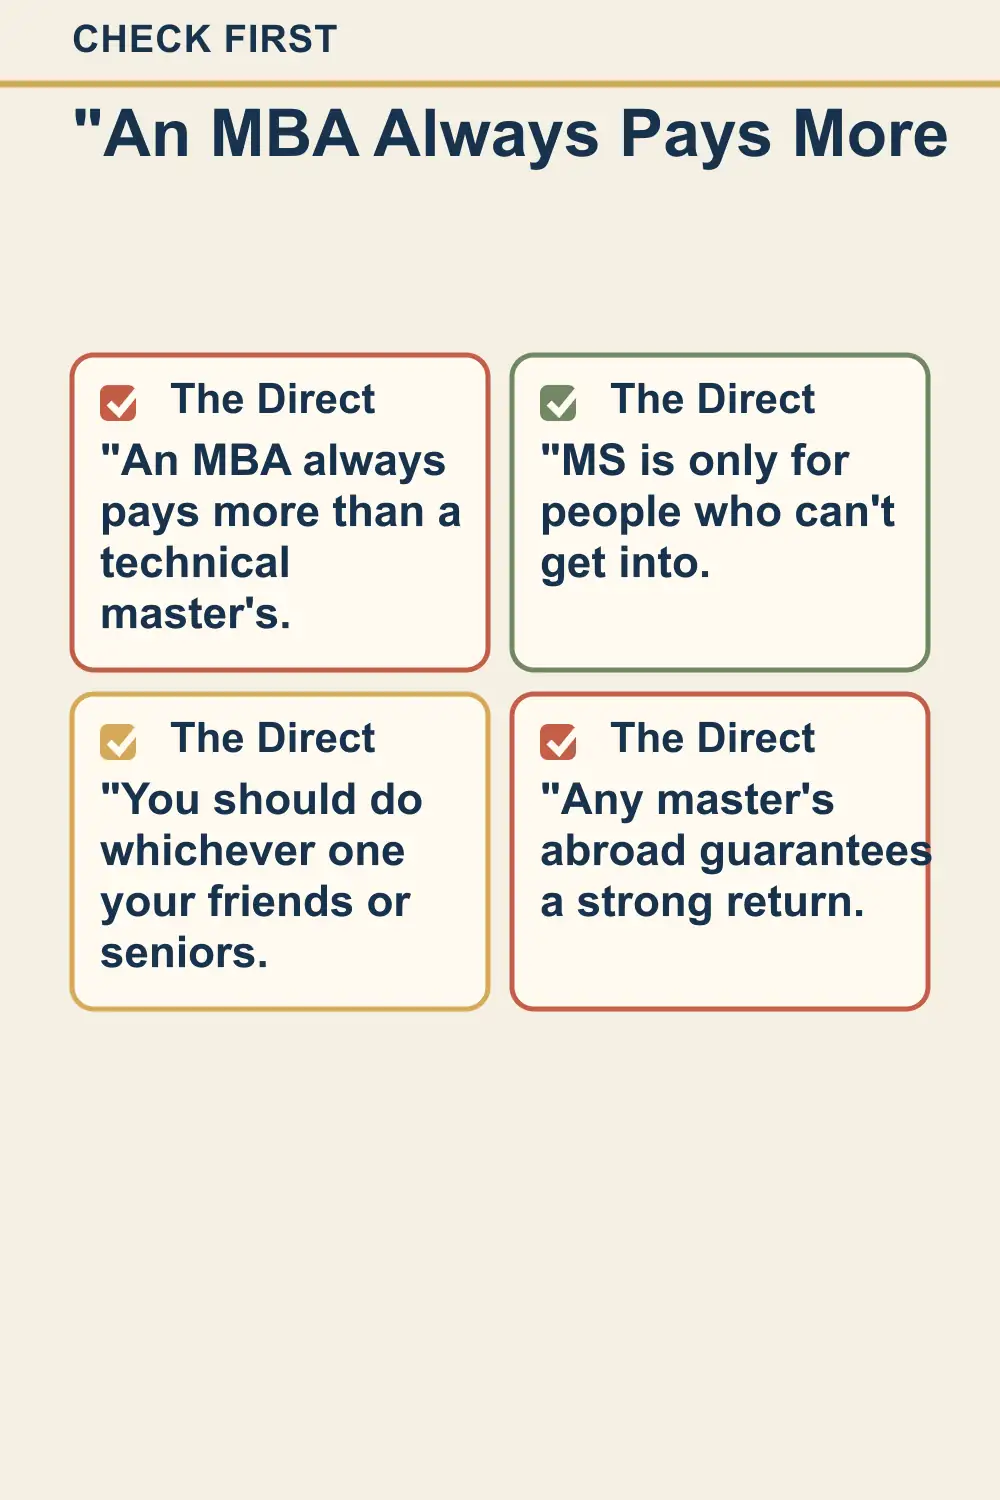 CHECK FIRST
"An MBA Always Pays More
The Direct
"An MBA always
pays more than a
technical
master's.
The Direct
"MS is only for
people who can't
get into.
The Direct
"You should do
whichever one
your friends or
seniors.
The Direct
"Any master's
abroad guarantees
a strong return.